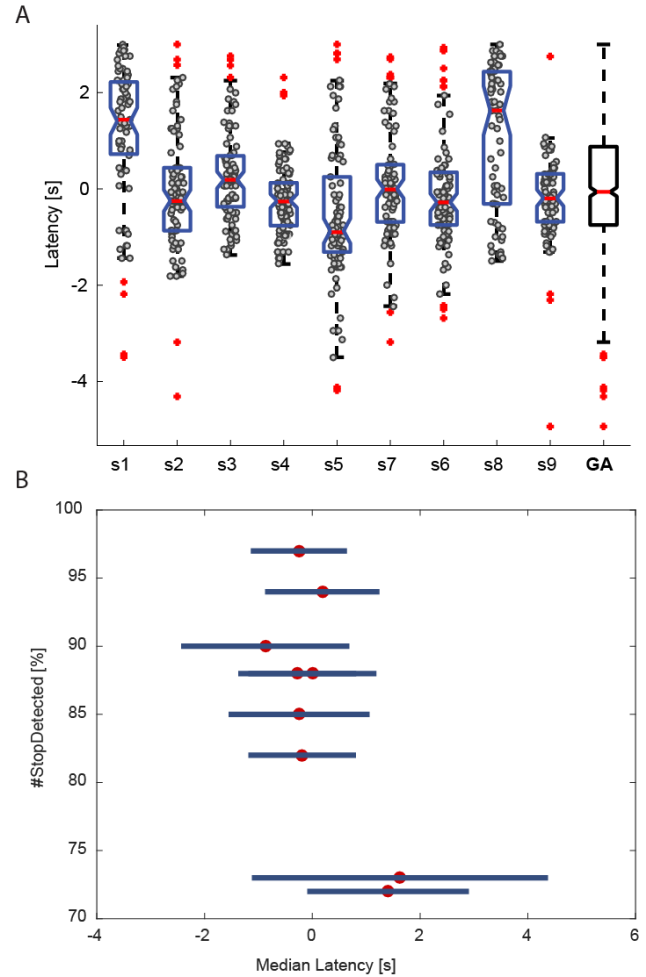 A
Latency [s]
2
0
-2
-4
s1 s2 s3 s4 s5 s7 s6 s8 s9 GA
B
#StopDetected [%]
100
95
90
85
80
75
70
-4 -2 0 2 4 6
Median Latency [s]